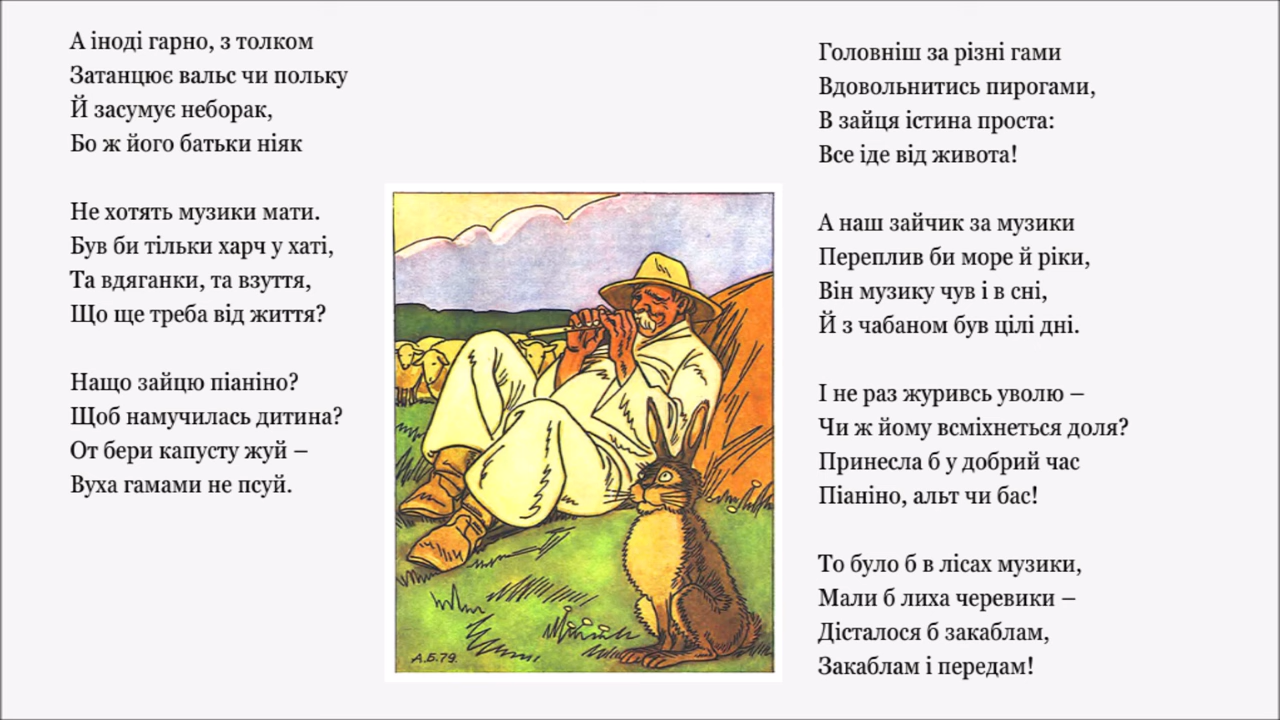 А іноді гарно, з толком
Затанцює вальс чи польку
Й засумує неборак,
Бо ж його батьки ніяк
Не хотять музики мати.
Був би тільки харч у хаті,
Та вдяганки, та взуття,
Що ще треба від життя?
Нащо зайцю піаніно?
Щоб намучилась дитина?
От бери капусту жуй –
Вуха гамами не псуй.
А.Б.79.
Головніш за різні гами
Вдовольнитись пирогами,
В зайця істина проста:
Все іде від живота!
А наш зайчик за музики
Переплив би море й ріки,
Він музику чув і в сні,
Й з чабаном був цілі дні.
І не раз журивсь уволю –
Чи ж йому всміхнеться доля?
Принесла б у добрий час
Піаніно, альт чи бас!
То було б в лісах музики,
Мали б лиха черевики –
Дісталося б закаблам,
Закаблам і передам!